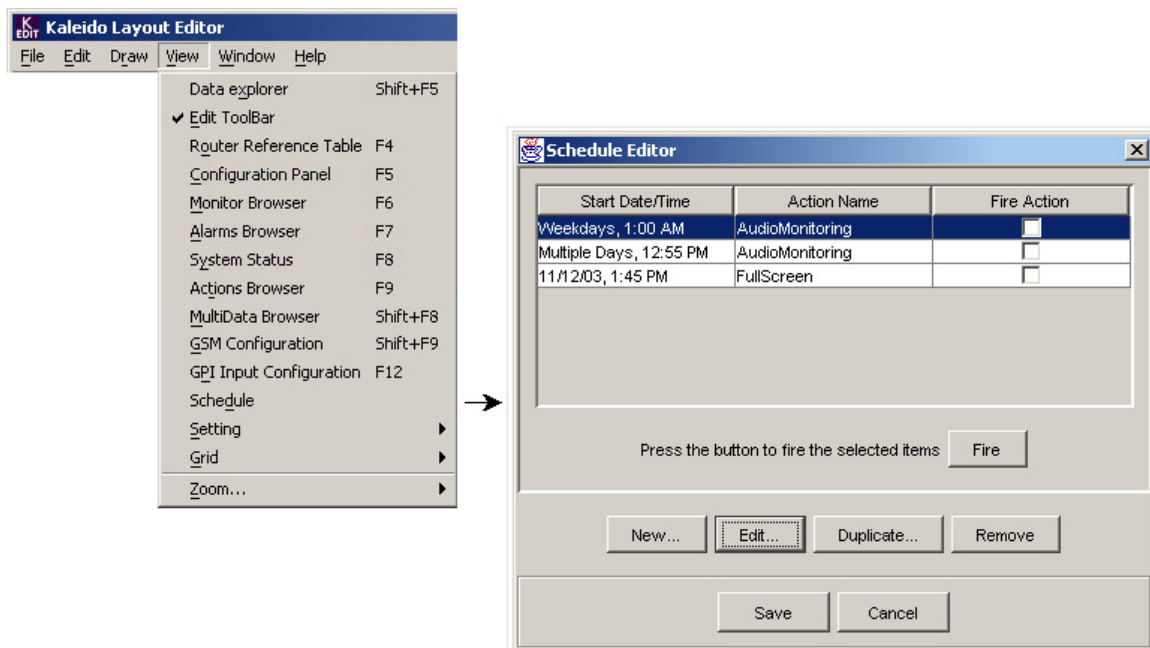 K EDIT Kaleido Layout Editor
File Edit Draw View Window Help
Data explorer Shift+F5
Edit ToolBar
Router Reference Table F4
Configuration Panel F5
Monitor Browser F6
Alarms Browser F7
System Status F8
Actions Browser F9
MultiData Browser Shift+F8
GSM Configuration Shift+F9
GPI Input Configuration F12
Schedule
Setting
Grid
Zoom...
Schedule Editor
Start Date/Time Action Name Fire Action
Weekdays, 1:00 AM AudioMonitoring
Multiple Days, 12:55 PM AudioMonitoring
11/12/03, 1:45 PM FullScreen
Press the button to fire the selected items Fire
New... Edit... Duplicate... Remove
Save Cancel